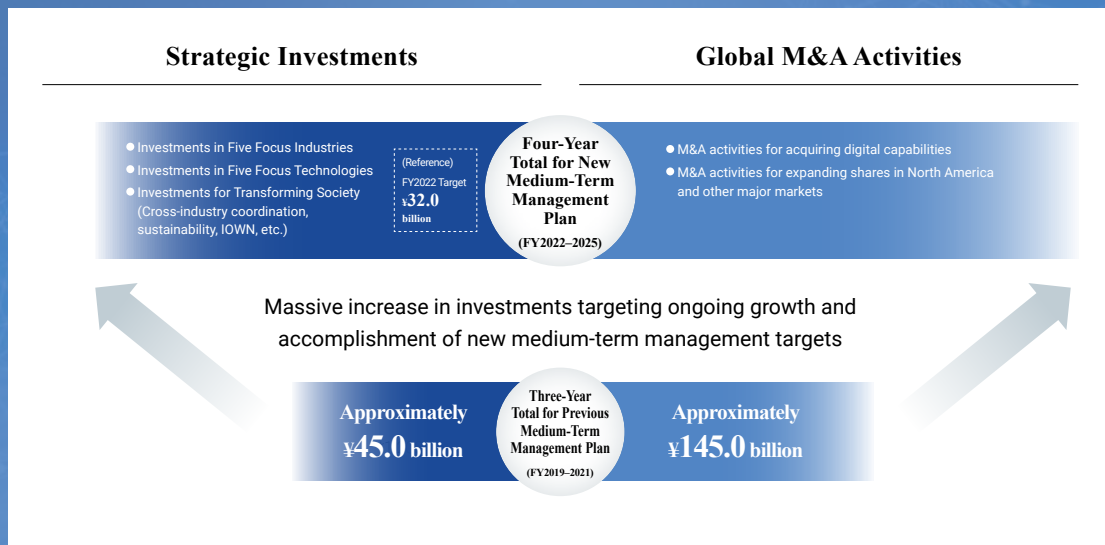 Strategic Investments
Global M&A Activities
● Investments in Five Focus Industries
● Investments in Five Focus Technologies
● Investments for Transforming Society
(Cross-industry coordination,
sustainability, IOWN, etc.)
(Reference)
FY2022 Target
¥32.0
billion
Four-Year
Total for New
Medium-Term
Management
Plan
(FY2022–2025)
● M&A activities for acquiring digital capabilities
● M&A activities for expanding shares in North America
and other major markets
Massive increase in investments targeting ongoing growth and
accomplishment of new medium-term management targets
Approximately
¥45.0 billion
Three-Year
Total for Previous
Medium-Term
Management Plan
(FY2019–2021)
Approximately
¥145.0 billion